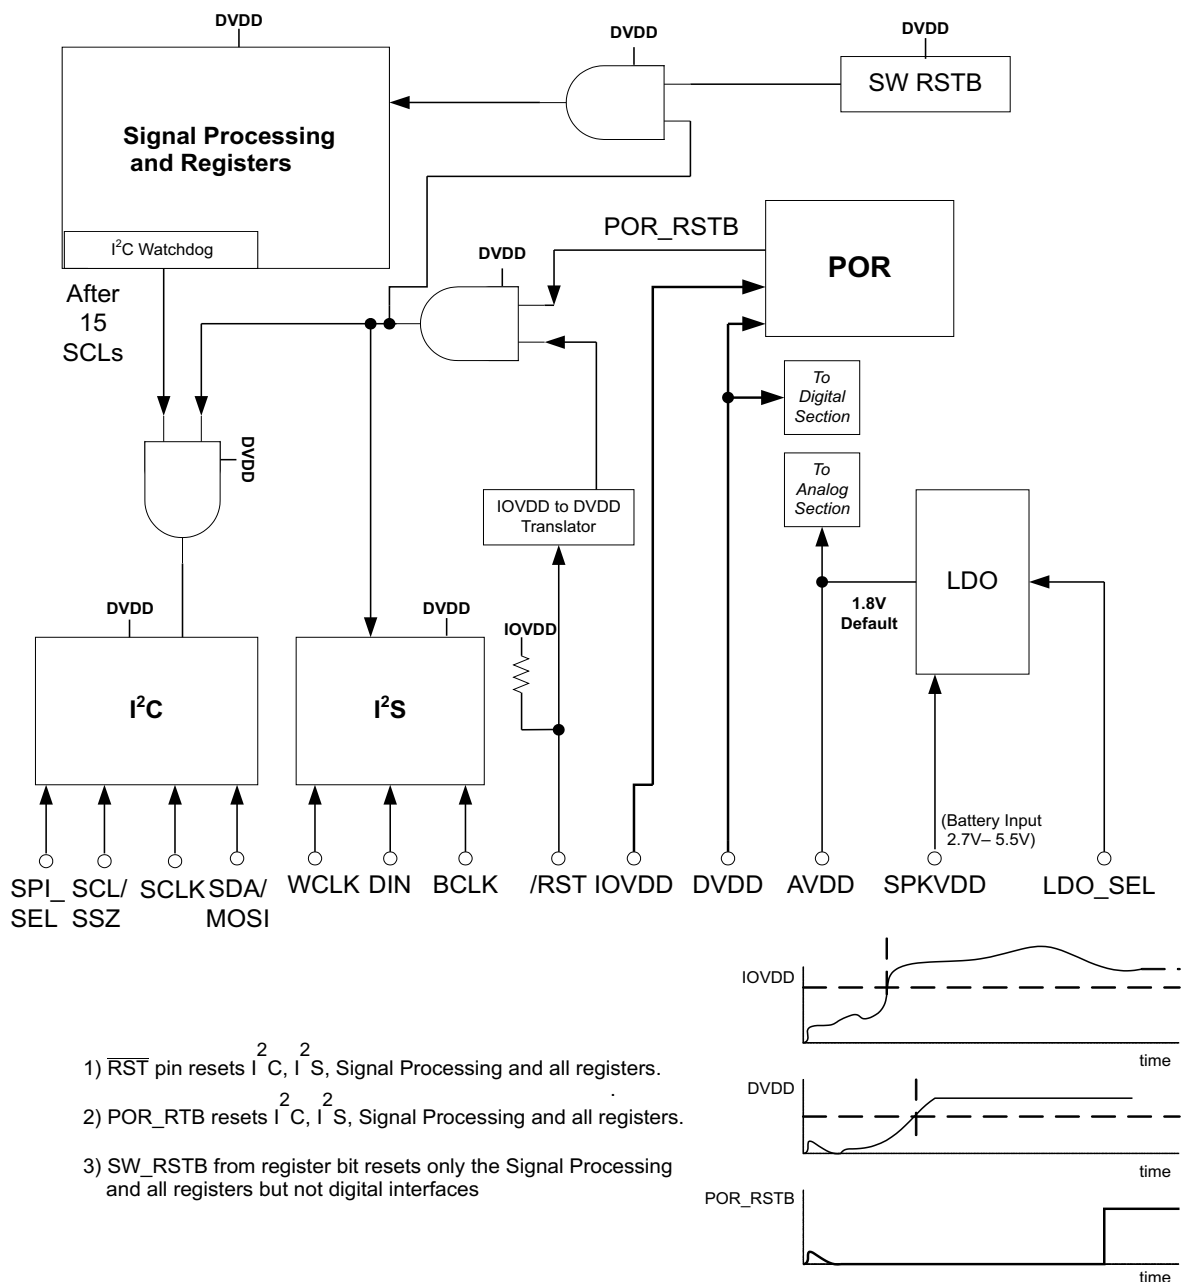 DVDD
DVDD
DVDD
SW RSTB
Signal Processing
and Registers
I²C Watchdog
After
15
SCLs
POR_RSTB
POR
DVDD
To
Digital
Section
To
Analog
Section
DVDD
IOVDD to DVDD
Translator
LDO
1.8V
Default
DVDD
DVDD
IOVDD
I²C
I²S
(Battery Input
2.7V– 5.5V)
SPI_
SEL
SCL/
SSZ
SCLK
SDA/
MOSI
WCLK
DIN
BCLK
/RST
IOVDD
DVDD
AVDD
SPKVDD
LDO_SEL
IOVDD
time
DVDD
time
POR_RSTB
time
1) R̅S̅T̅ pin resets I²C, I²S, Signal Processing and all registers.
2) POR_RTB resets I²C, I²S, Signal Processing and all registers.
3) SW_RSTB from register bit resets only the Signal Processing
and all registers but not digital interfaces